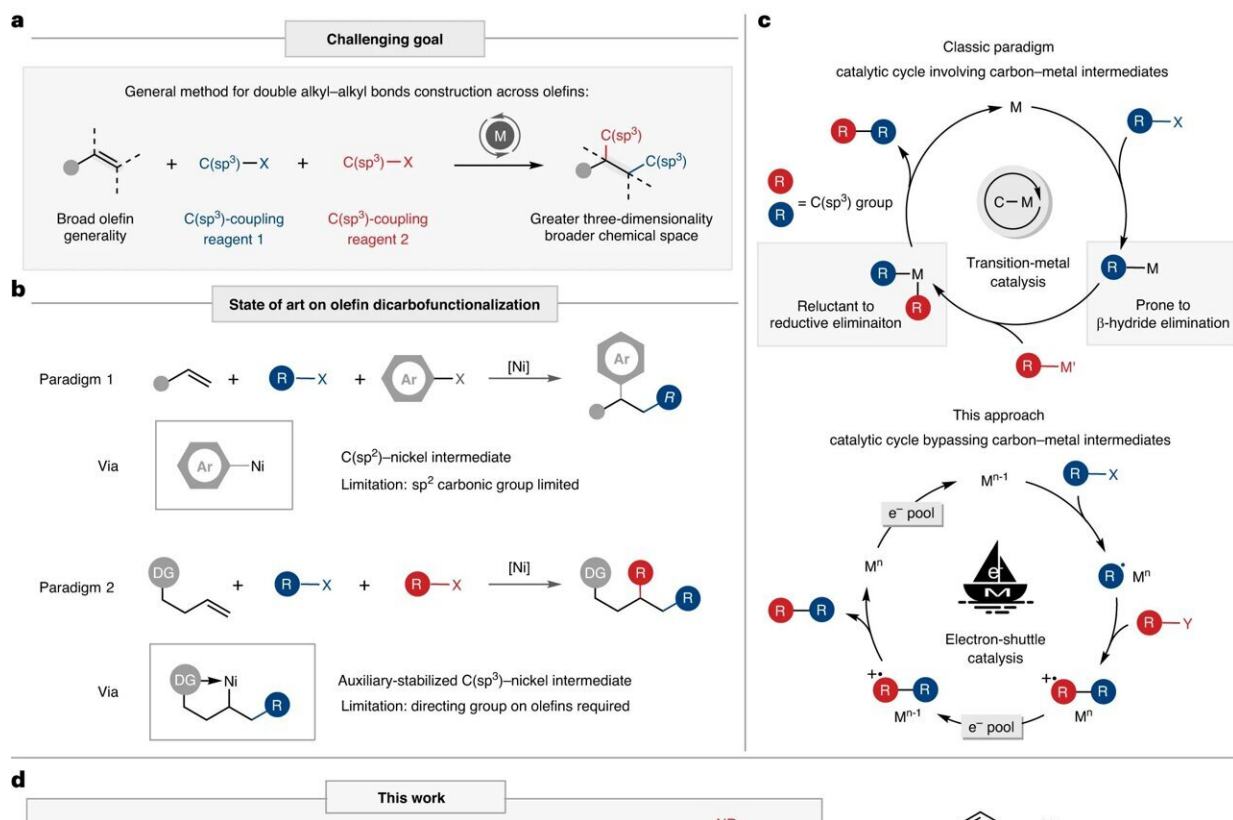 a
Challenging goal
General method for double alkyl–alkyl bonds construction across olefins:
M
C(sp³)
+ C(sp³)—X + C(sp³)—X
C(sp³)
Broad olefin
generality
C(sp³)-coupling
reagent 1
C(sp³)-coupling
reagent 2
Greater three-dimensionality
broader chemical space
b
State of art on olefin dicarbofunctionalization
Paradigm 1
+ R—X + Ar—X
[Ni]
Ar
R
Via
Ar—Ni
C(sp²)–nickel intermediate
Limitation: sp² carbonic group limited
Paradigm 2
DG
+ R—X + R—X
[Ni]
DG R
R
Via
DG Ni
R
Auxiliary-stabilized C(sp³)–nickel intermediate
Limitation: directing group on olefins required
c
Classic paradigm
catalytic cycle involving carbon–metal intermediates
M
R—R
R—X
R
R = C(sp³) group
C–M
Transition-metal
catalysis
R—M
R
Reluctant to
reductive eliminaiton
R—M
Prone to
β-hydride elimination
R—M'
This approach
catalytic cycle bypassing carbon–metal intermediates
Mⁿ⁻¹
R—X
e⁻ pool
Mⁿ
e⁻
M
R• Mⁿ
R—R
Electron-shuttle
catalysis
R—Y
+•
R—R
Mⁿ⁻¹
+•
R—R
Mⁿ
e⁻ pool
d
This work